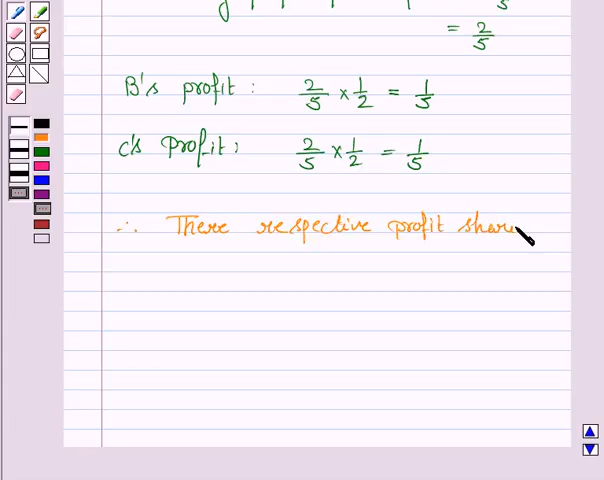 = 2/5
B's profit: 2/5 × 1/2 = 1/5
C's Profit: 2/5 × 1/2 = 1/5
∴ There respective profit share